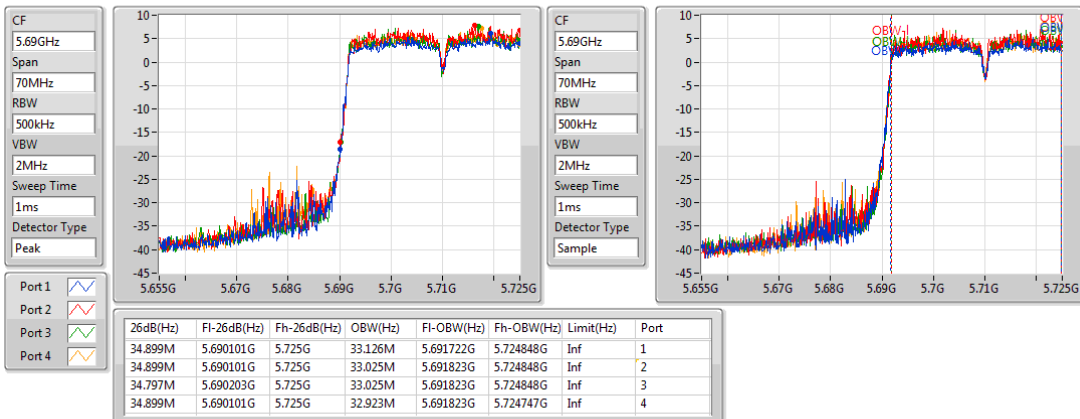 CF
5.69GHz
Span
70MHz
RBW
500kHz
VBW
2MHz
Sweep Time
1ms
Detector Type
Peak
10
5
0
-5
-10
-15
-20
-25
-30
-35
-40
-45
5.655G 5.67G 5.68G 5.69G 5.7G 5.71G 5.725G
CF
5.69GHz
Span
70MHz
RBW
500kHz
VBW
2MHz
Sweep Time
1ms
Detector Type
Sample
10
5
0
-5
-10
-15
-20
-25
-30
-35
-40
-45
OBW
5.655G 5.67G 5.68G 5.69G 5.7G 5.71G 5.725G
Port 1
Port 2
Port 3
Port 4
26dB(Hz) Fl-26dB(Hz) Fh-26dB(Hz) OBW(Hz) Fl-OBW(Hz) Fh-OBW(Hz) Limit(Hz) Port
34.899M 5.690101G 5.725G 33.126M 5.691722G 5.724848G Inf 1
34.899M 5.690101G 5.725G 33.025M 5.691823G 5.724848G Inf 2
34.797M 5.690203G 5.725G 33.025M 5.691823G 5.724848G Inf 3
34.899M 5.690101G 5.725G 32.923M 5.691823G 5.724747G Inf 4